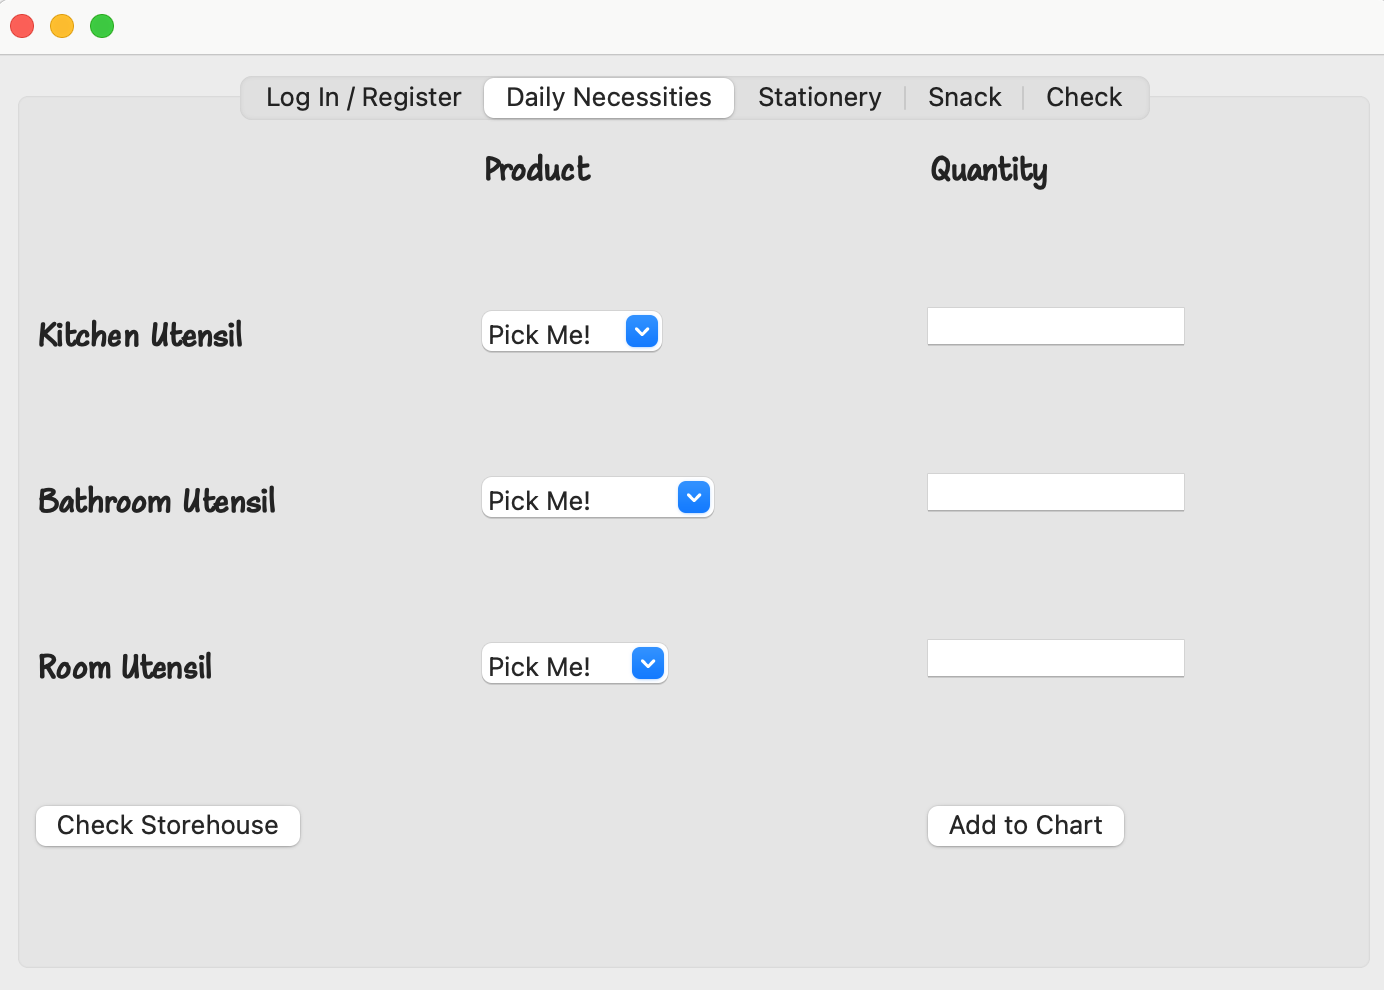 Log In / Register Daily Necessities Stationery Snack Check
Product Quantity
Kitchen Utensil Pick Me!
Bathroom Utensil Pick Me!
Room Utensil Pick Me!
Check Storehouse Add to Chart